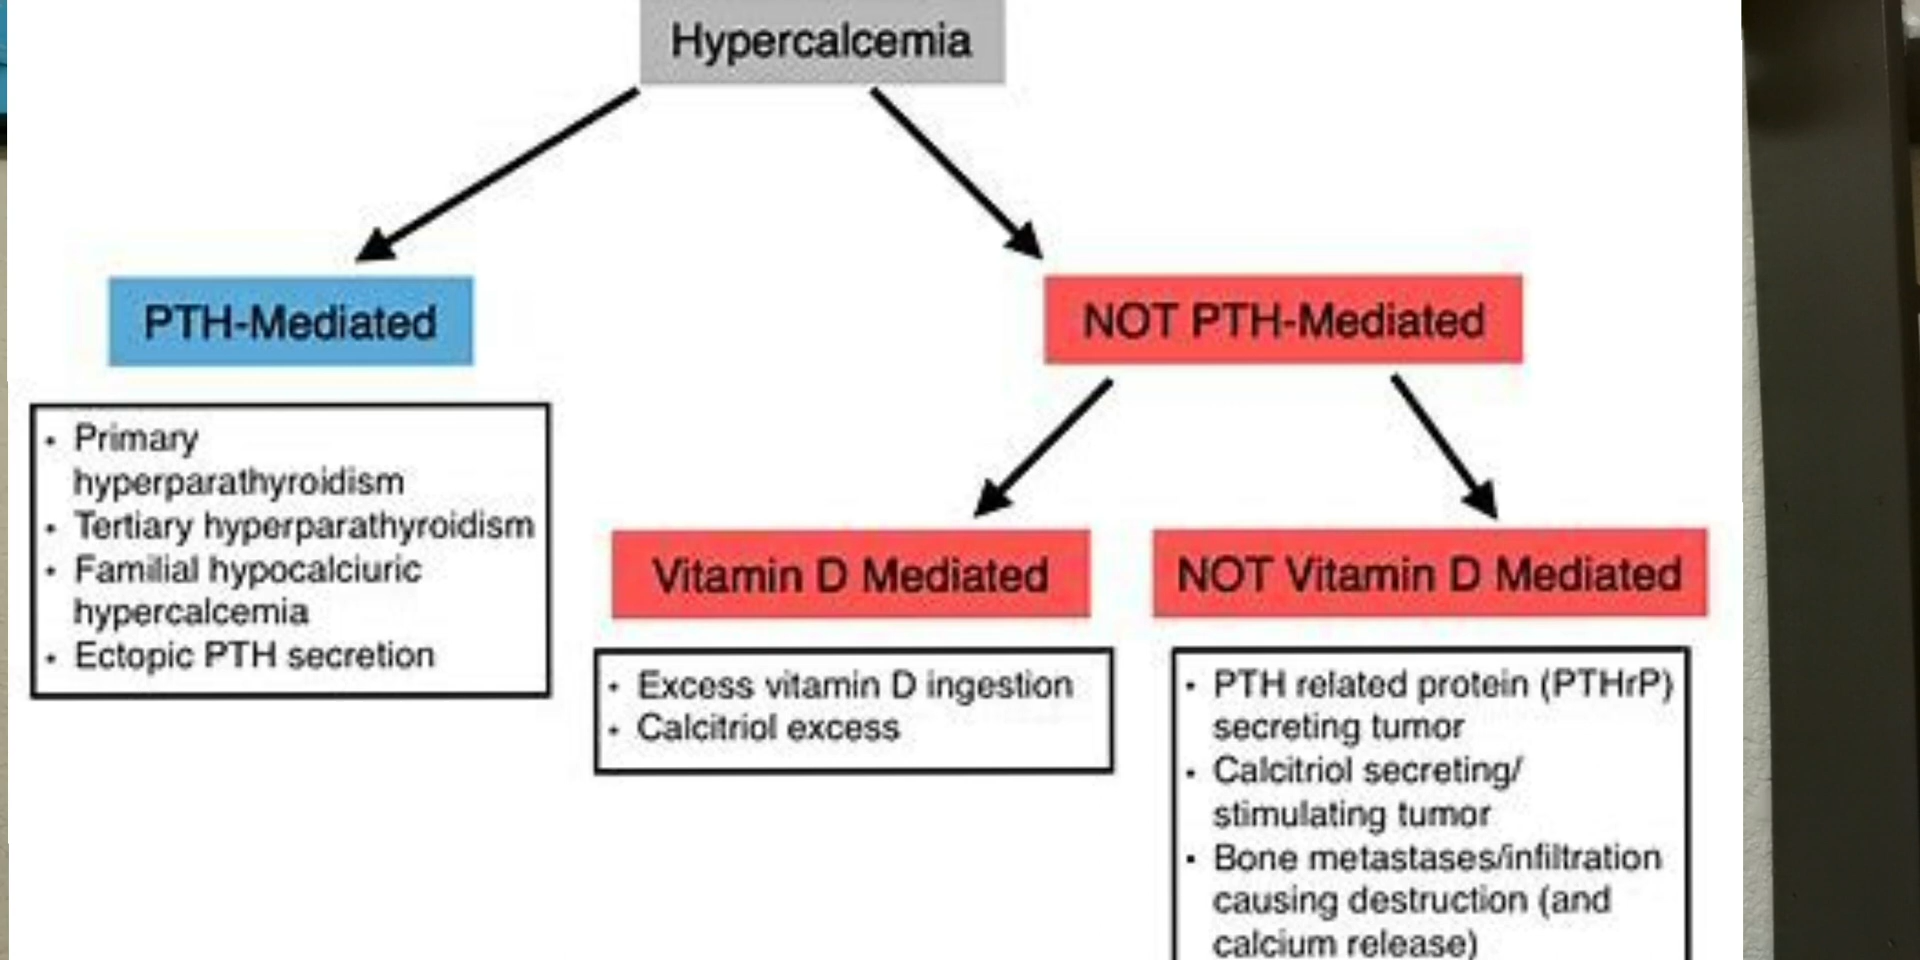 Hypercalcemia
PTH-Mediated
NOT PTH-Mediated
• Primary
hyperparathyroidism
• Tertiary hyperparathyroidism
• Familial hypocalciuric
hypercalcemia
• Ectopic PTH secretion
Vitamin D Mediated
NOT Vitamin D Mediated
• Excess vitamin D ingestion
• Calcitriol excess
• PTH related protein (PTHrP)
secreting tumor
• Calcitriol secreting/
stimulating tumor
• Bone metastases/infiltration
causing destruction (and
calcium release)